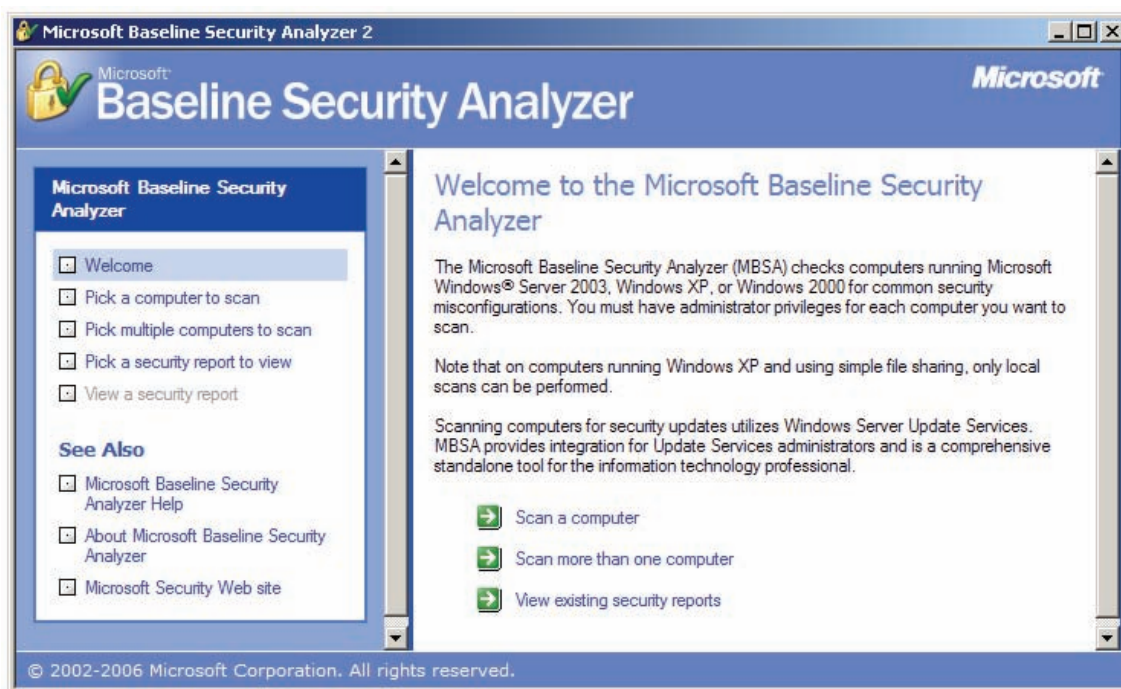 Microsoft Baseline Security Analyzer 2
Microsoft
Baseline Security Analyzer
Microsoft
Microsoft Baseline Security
Analyzer
Welcome
Pick a computer to scan
Pick multiple computers to scan
Pick a security report to view
View a security report
See Also
Microsoft Baseline Security
Analyzer Help
About Microsoft Baseline Security
Analyzer
Microsoft Security Web site
Welcome to the Microsoft Baseline Security
Analyzer
The Microsoft Baseline Security Analyzer (MBSA) checks computers running Microsoft
Windows® Server 2003, Windows XP, or Windows 2000 for common security
misconfigurations. You must have administrator privileges for each computer you want to
scan.
Note that on computers running Windows XP and using simple file sharing, only local
scans can be performed.
Scanning computers for security updates utilizes Windows Server Update Services.
MBSA provides integration for Update Services administrators and is a comprehensive
standalone tool for the information technology professional.
Scan a computer
Scan more than one computer
View existing security reports
© 2002-2006 Microsoft Corporation. All rights reserved.